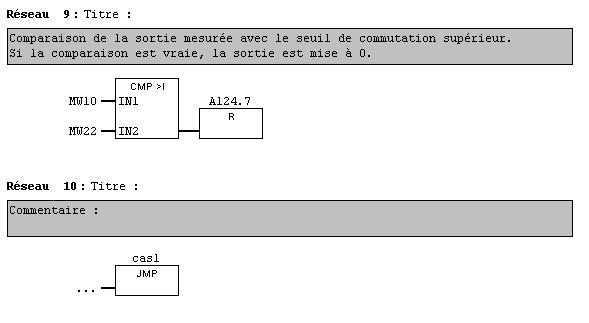 Réseau 9 : Titre :
Comparaison de la sortie mesurée avec le seuil de commutation supérieur.
Si la comparaison est vraie, la sortie est mise à 0.
CMP >I
MW10 IN1 A124.7
R
MW22 IN2
Réseau 10 : Titre :
Commentaire :
cas1
JMP
...